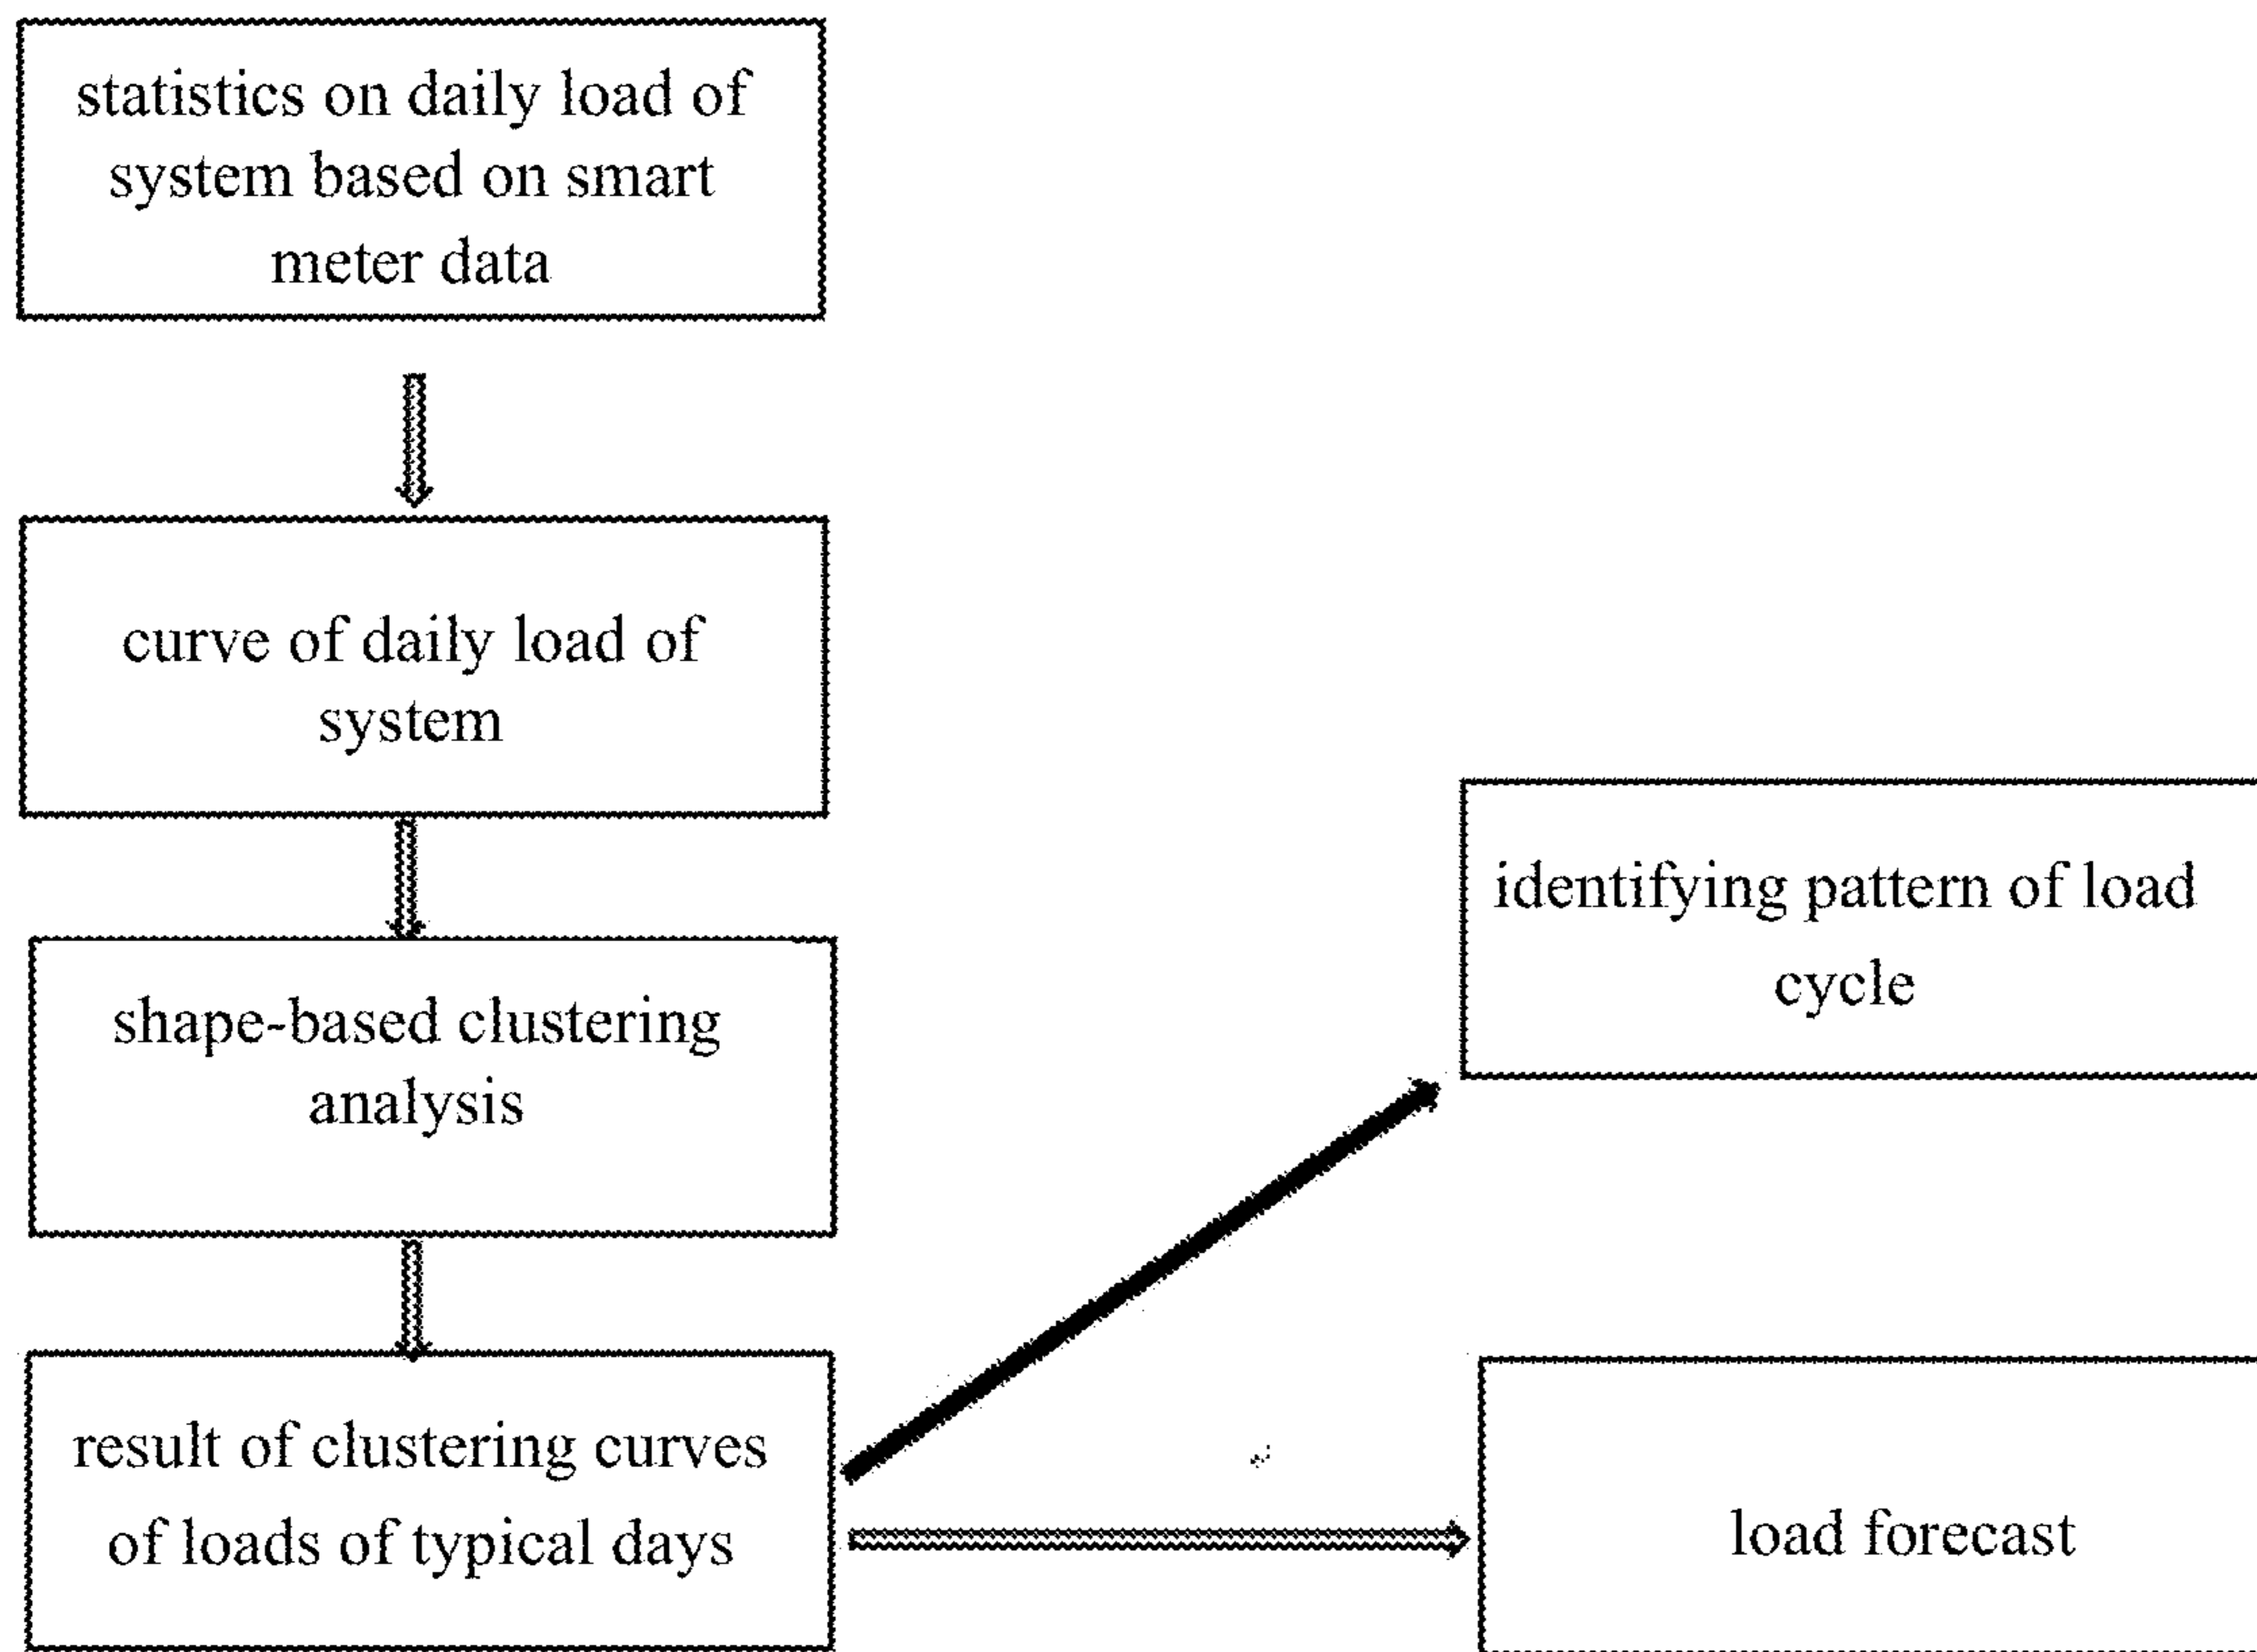 statistics on daily load of
system based on smart
meter data
curve of daily load of
system
shape-based clustering
analysis
result of clustering curves
of loads of typical days
identifying pattern of load
cycle
load forecast